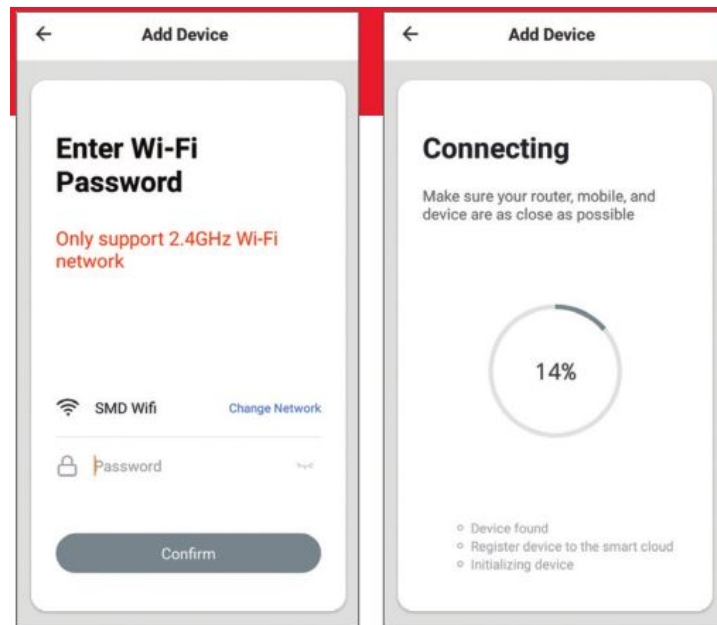 Add Device
Enter Wi-Fi
Password
Only support 2.4GHz Wi-Fi
network
SMD Wifi
Change Network
Password
Confirm
Add Device
Connecting
Make sure your router, mobile, and
device are as close as possible
14%
Device found
Register device to the smart cloud
Initializing device